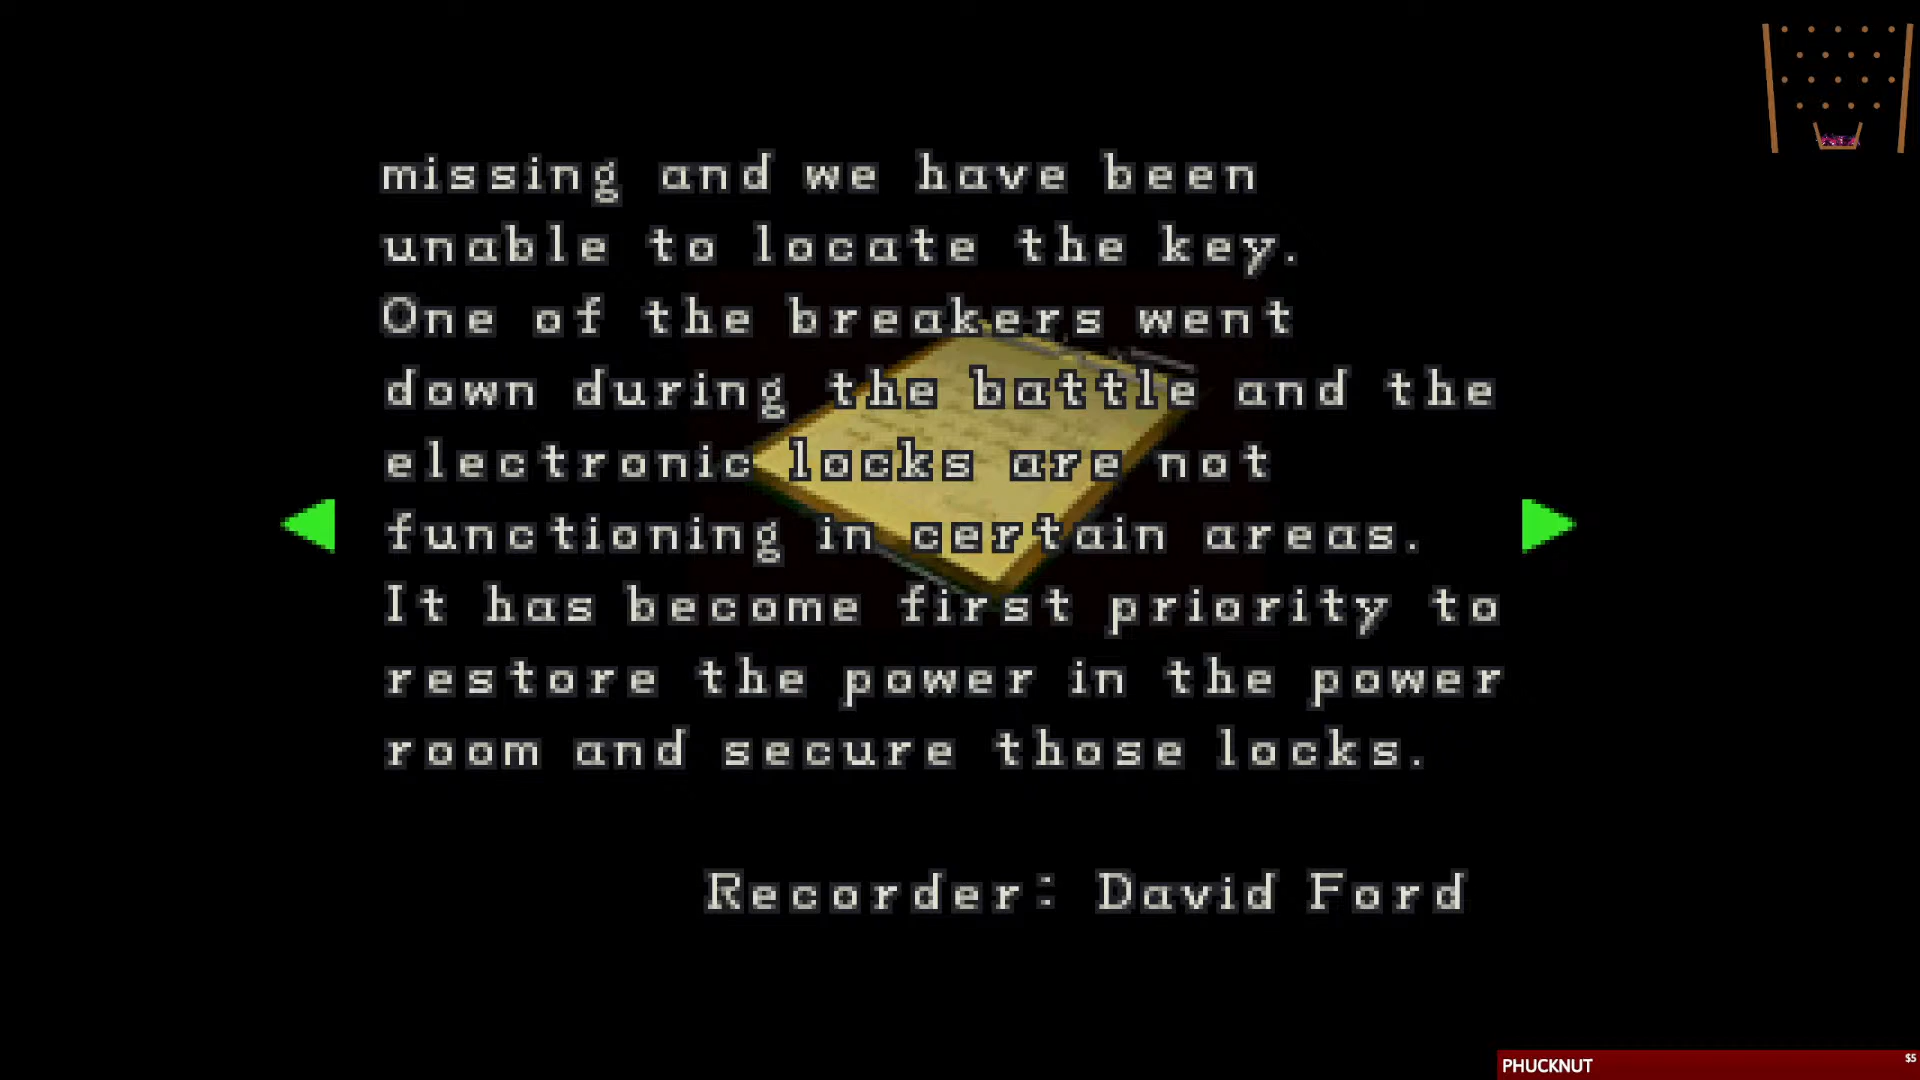 missing and we have been
unable to locate the key.
One of the breakers went
down during the battle and the
electronic locks are not
functioning in certain areas.
It has become first priority to
restore the power in the power
room and secure those locks.
Recorder: David Ford
PHUCKNUT $5